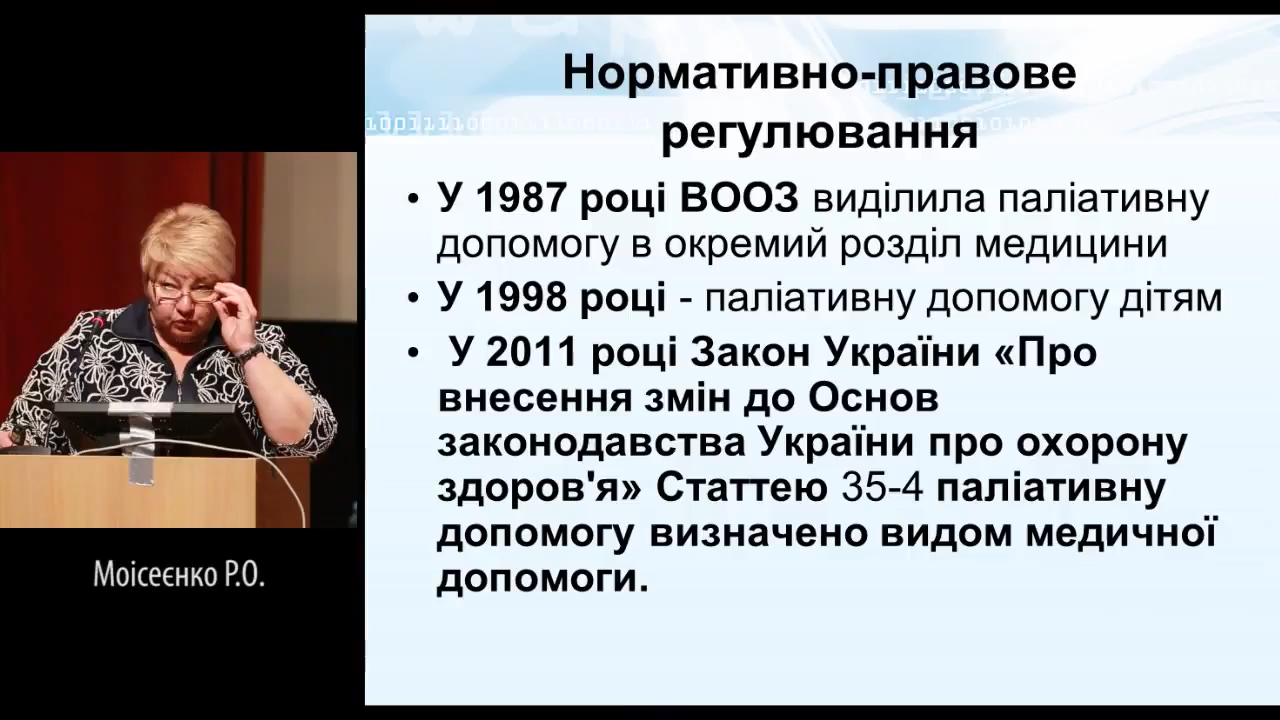 Нормативно-правове
регулювання
• У 1987 році ВООЗ виділила паліативну
допомогу в окремий розділ медицини
• У 1998 році - паліативну допомогу дітям
• У 2011 році Закон України «Про
внесення змін до Основ
законодавства України про охорону
здоров'я» Статтею 35-4 паліативну
допомогу визначено видом медичної
допомоги.
Моісеєнко Р.О.